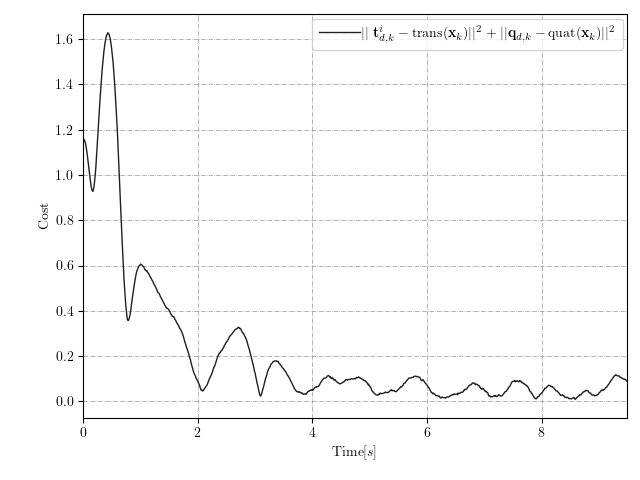 || t^i_{d,k} − trans(x_k)||² + ||q_{d,k} − quat(x_k)||²
1.6
1.4
1.2
1.0
0.8
0.6
0.4
0.2
0.0
Cost
0 2 4 6 8
Time[s]